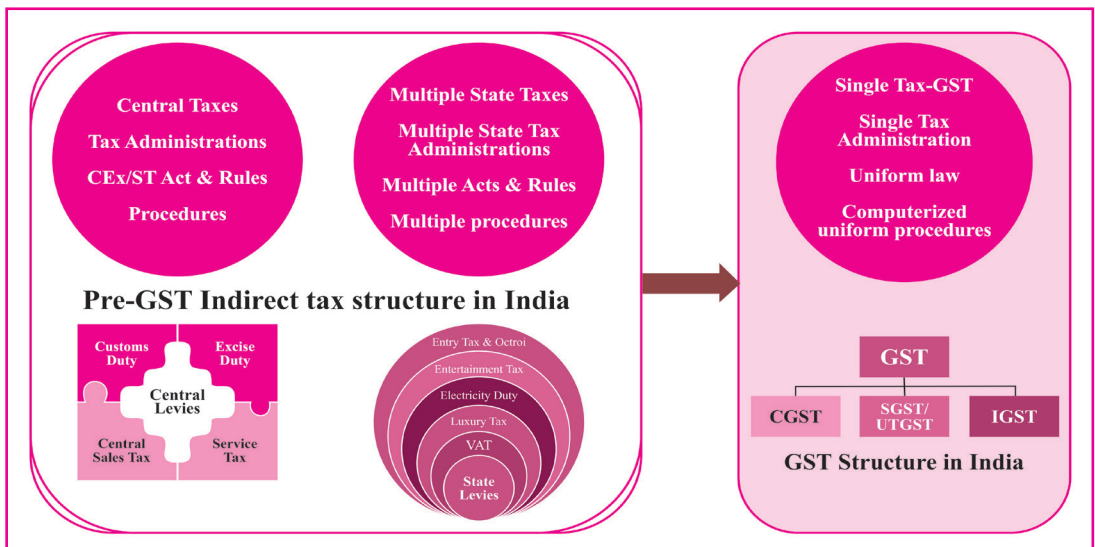 Central Taxes
Tax Administrations
CEx/ST Act & Rules
Procedures
Multiple State Taxes
Multiple State Tax
Administrations
Multiple Acts & Rules
Multiple procedures
Pre-GST Indirect tax structure in India
Customs
Duty
Excise
Duty
Central
Levies
Central
Sales Tax
Service
Tax
Entry Tax & Octroi
Entertainment Tax
Electricity Duty
Luxury Tax
VAT
State
Levies
Single Tax-GST
Single Tax
Administration
Uniform law
Computerized
uniform procedures
GST
CGST
SGST/
UTGST
IGST
GST Structure in India